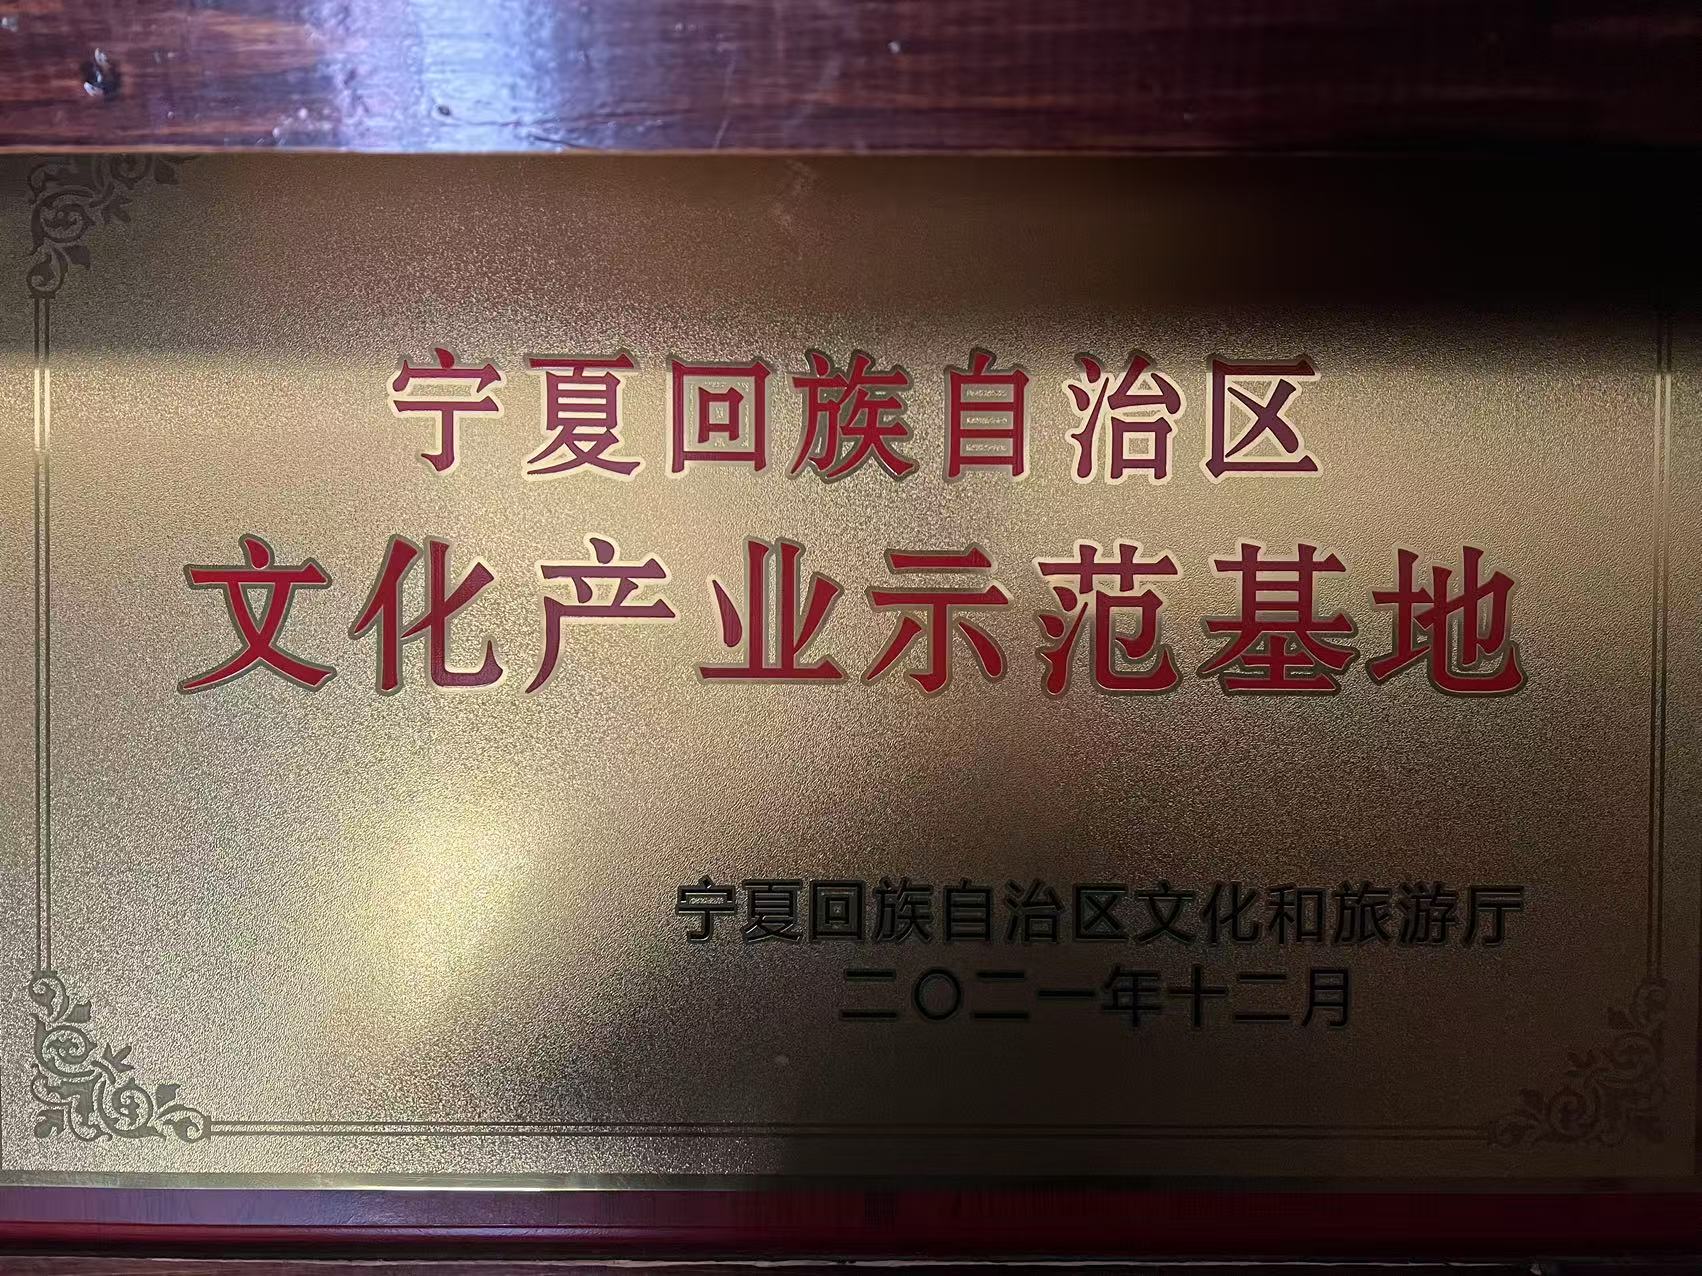 宁夏回族自治区
文化产业示范基地
宁夏回族自治区文化和旅游厅
二〇二一年十二月